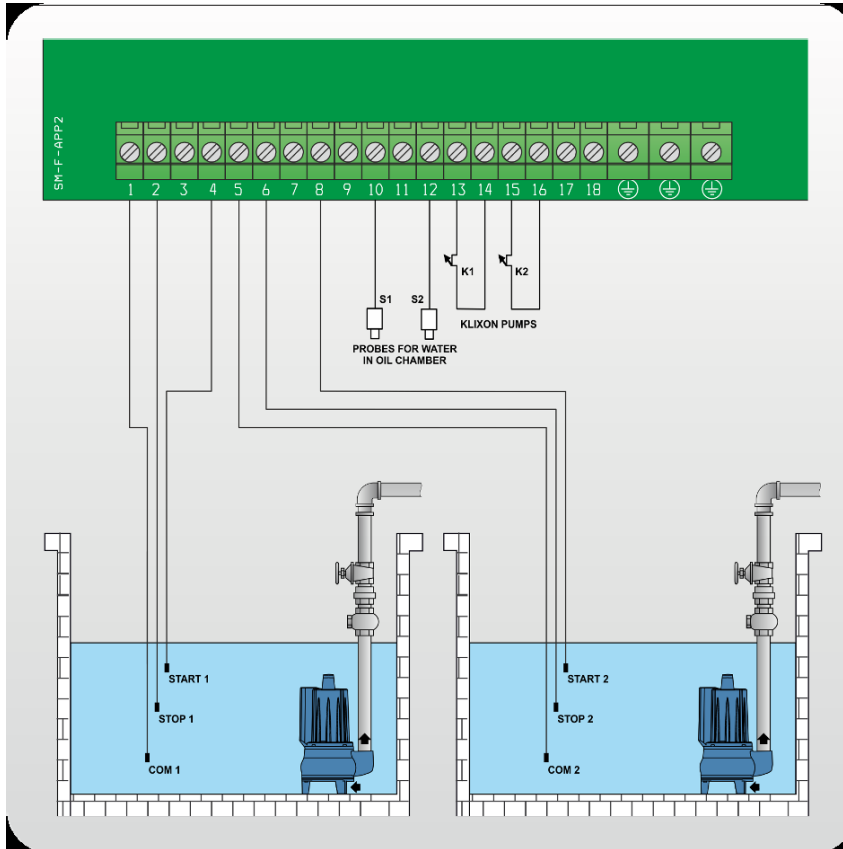 SM-F-APP2
1 2 3 4 5 6 7 8 9 10 11 12 13 14 15 16 17 18
K1
K2
S1
S2
KLIXON PUMPS
PROBES FOR WATER
IN OIL CHAMBER
START 1
STOP 1
COM 1
START 2
STOP 2
COM 2